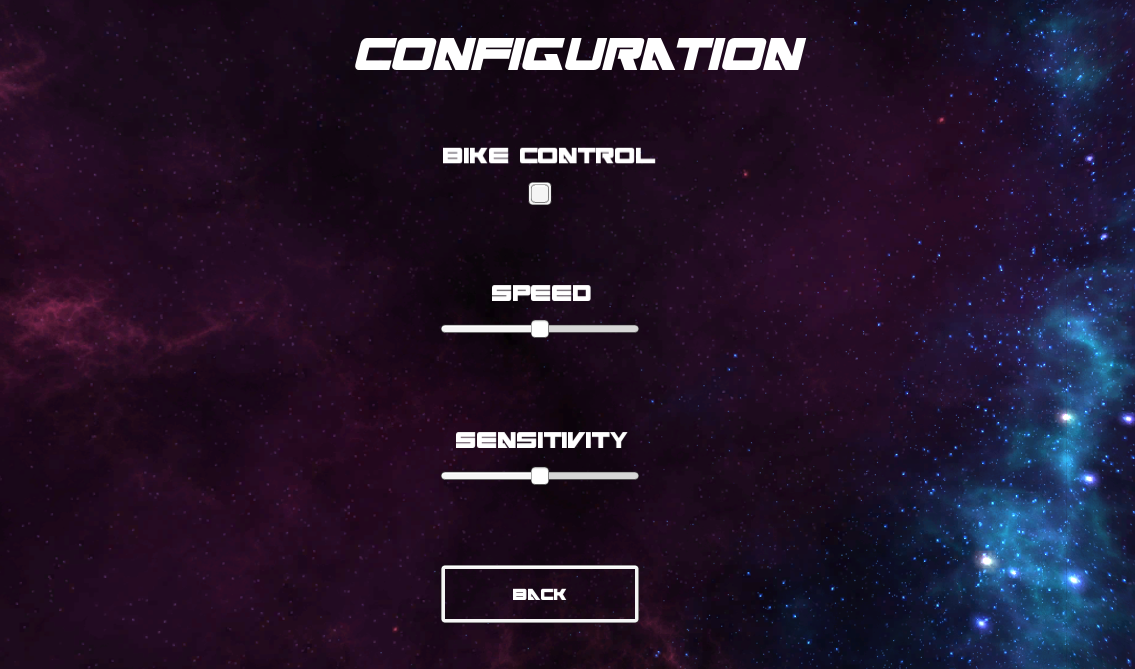 CONFIGURATION
BIKE CONTROL
SPEED
SENSITIVITY
BACK